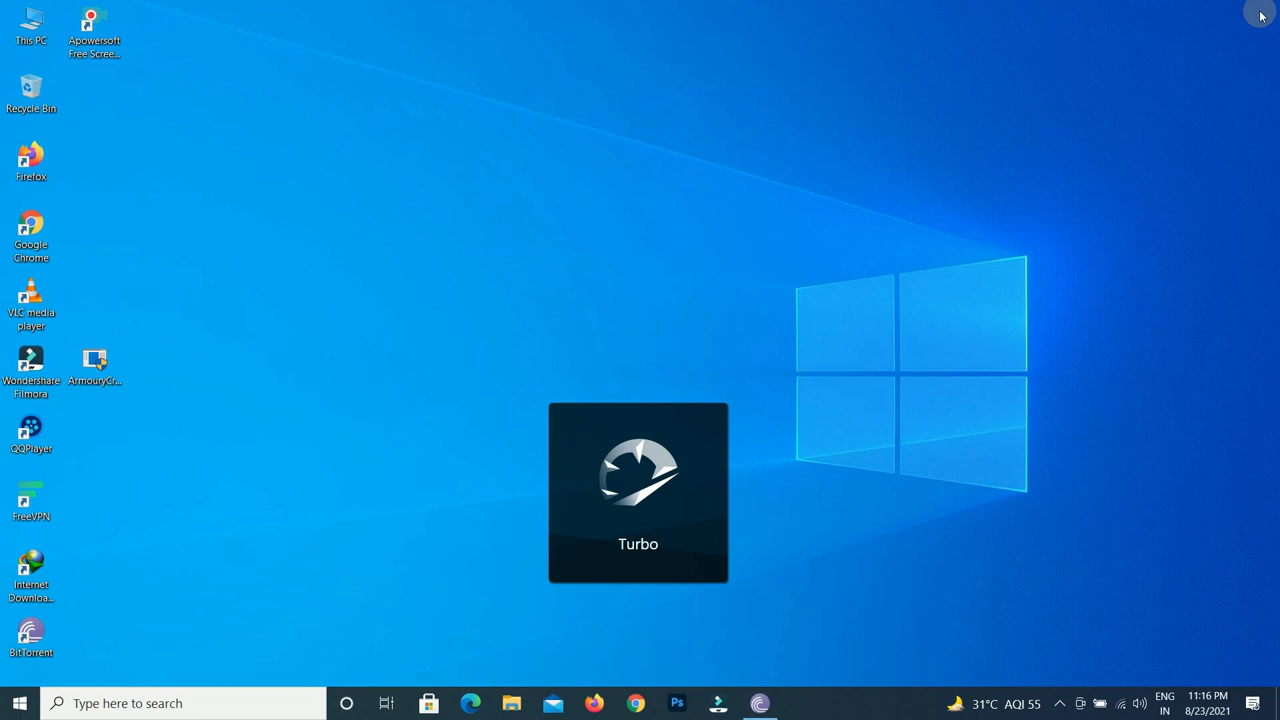 This PC
Apowersoft
Free Scree...
Recycle Bin
Firefox
Google
Chrome
VLC media
player
Wondershare
Filmora
ArmouryCr...
QQPlayer
FreeVPN
Internet
Downloa...
BitTorrent
Turbo
Type here to search
Ps
31°C AQI 55
ENG
IN
11:16 PM
8/23/2021